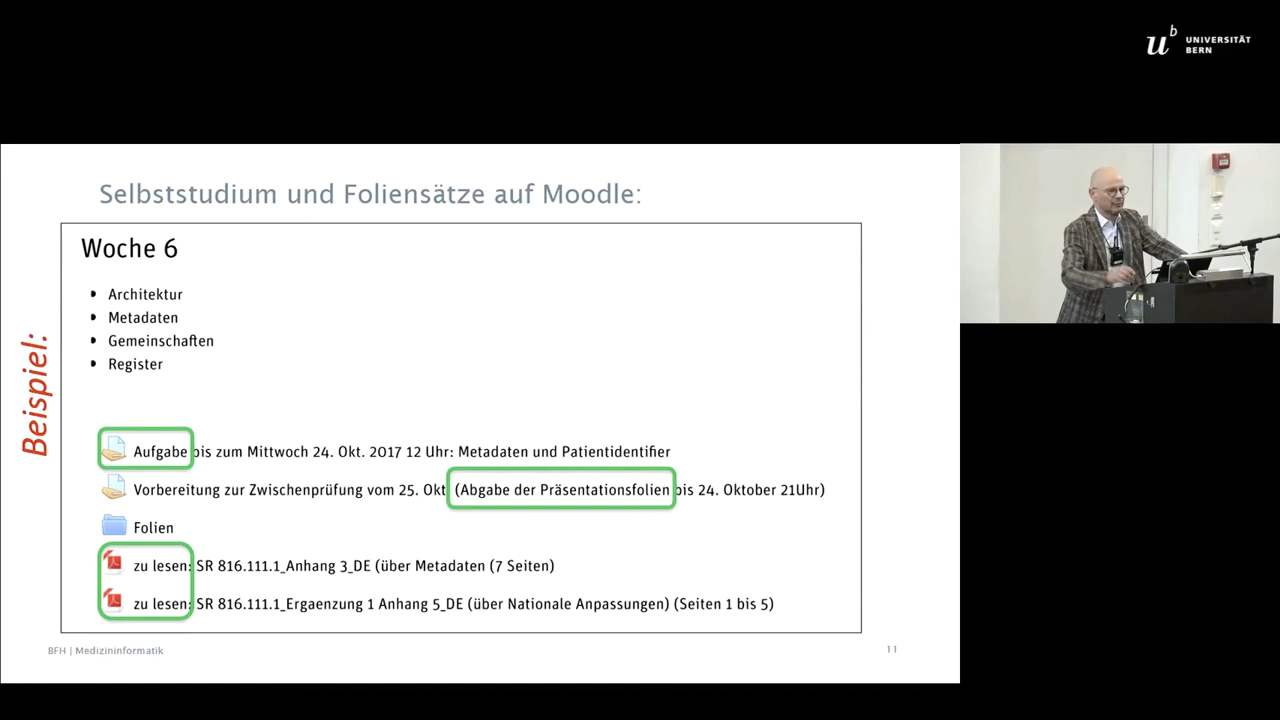 u^b UNIVERSITÄT
BERN
Selbststudium und Foliensätze auf Moodle:
Beispiel:
Woche 6
• Architektur
• Metadaten
• Gemeinschaften
• Register
Aufgabe bis zum Mittwoch 24. Okt. 2017 12 Uhr: Metadaten und Patientidentifier
Vorbereitung zur Zwischenprüfung vom 25. Okt (Abgabe der Präsentationsfolien bis 24. Oktober 21Uhr)
Folien
zu lesen: SR 816.111.1_Anhang 3_DE (über Metadaten (7 Seiten)
zu lesen: SR 816.111.1_Ergaenzung 1 Anhang 5_DE (über Nationale Anpassungen) (Seiten 1 bis 5)
BFH | Medizininformatik
11